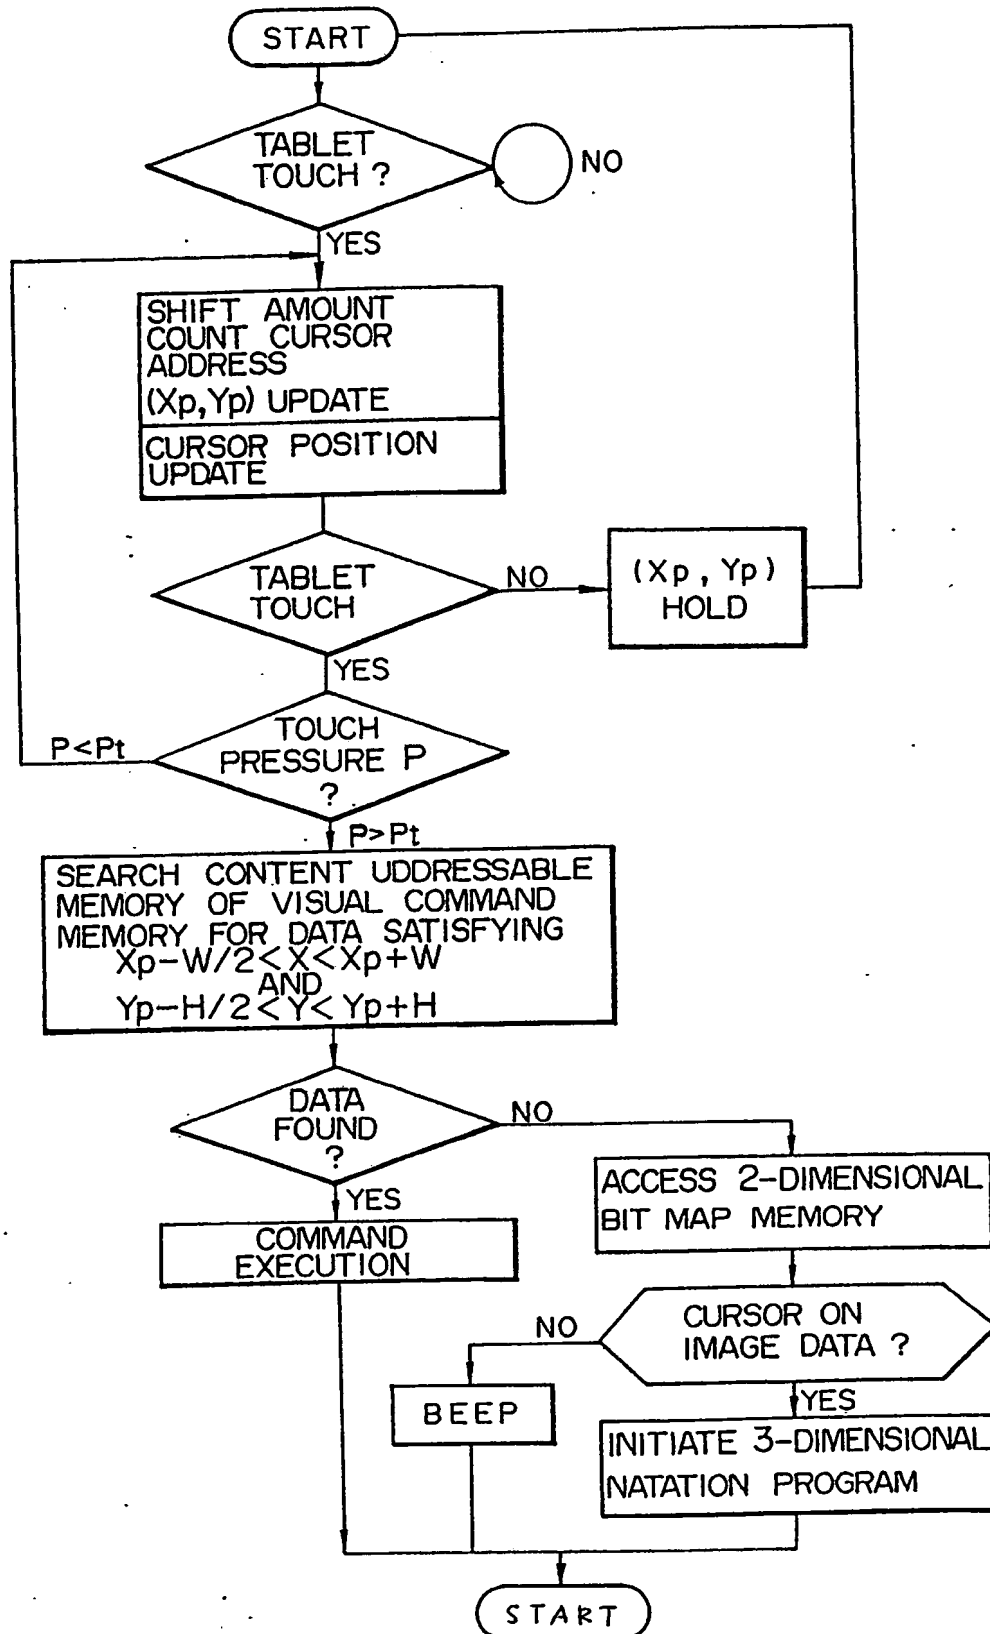 START
TABLET
TOUCH ?
NO
YES
SHIFT AMOUNT
COUNT CURSOR
ADDRESS
(Xp,Yp) UPDATE
CURSOR POSITION
UPDATE
TABLET
TOUCH
NO
(Xp, Yp)
HOLD
YES
TOUCH
PRESSURE P
?
P<Pt
P>Pt
SEARCH CONTENT UDDRESSABLE
MEMORY OF VISUAL COMMAND
MEMORY FOR DATA SATISFYING
Xp-W/2<X<Xp+W
AND
Yp-H/2<Y<Yp+H
DATA
FOUND
?
NO
YES
COMMAND
EXECUTION
ACCESS 2-DIMENSIONAL
BIT MAP MEMORY
CURSOR ON
IMAGE DATA ?
NO
YES
BEEP
INITIATE 3-DIMENSIONAL
NATATION PROGRAM
START